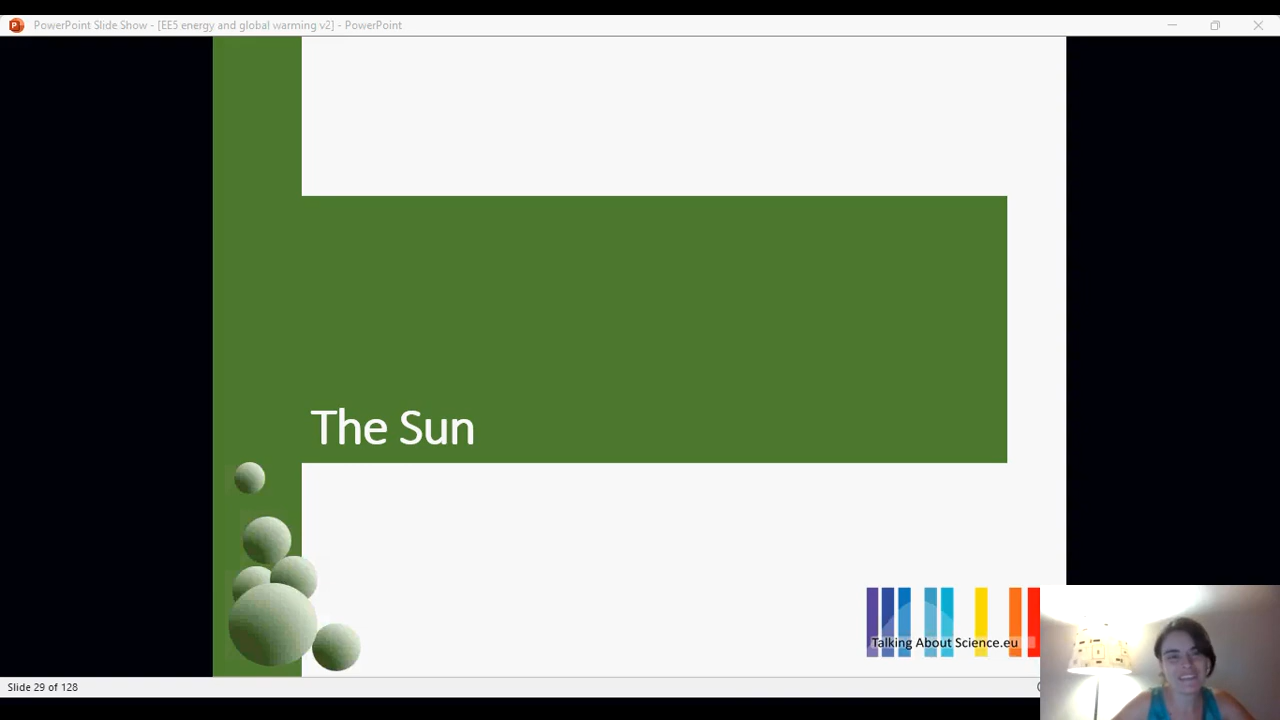 PowerPoint Slide Show - [EE5 energy and global warming v2] - PowerPoint
The Sun
Talking About Science.eu
Slide 29 of 128